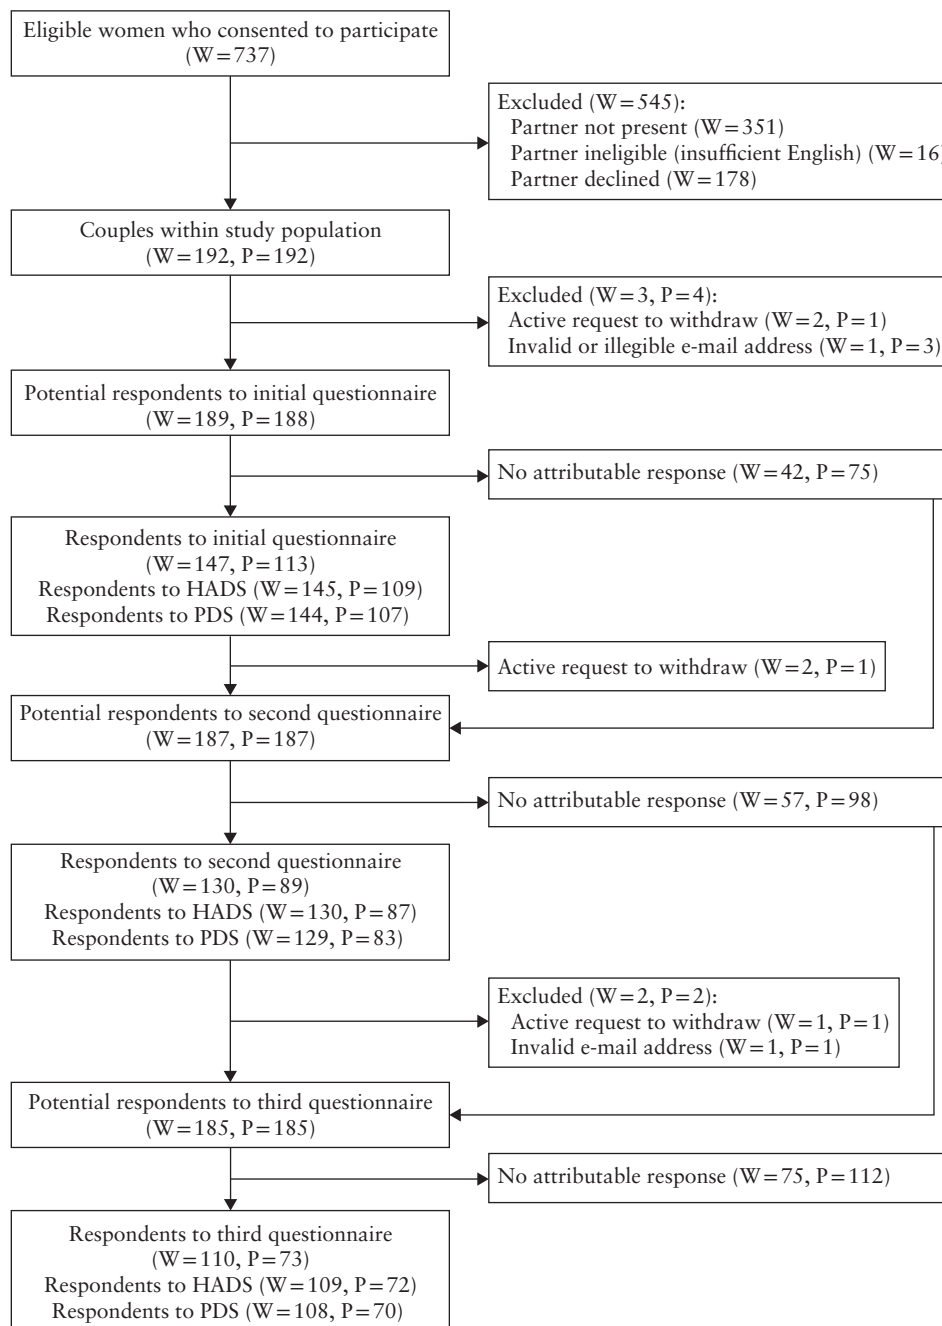 Eligible women who consented to participate
(W=737)
Excluded (W=545):
Partner not present (W=351)
Partner ineligible (insufficient English) (W=16)
Partner declined (W=178)
Couples within study population
(W=192, P=192)
Excluded (W=3, P=4):
Active request to withdraw (W=2, P=1)
Invalid or illegible e-mail address (W=1, P=3)
Potential respondents to initial questionnaire
(W=189, P=188)
No attributable response (W=42, P=75)
Respondents to initial questionnaire
(W=147, P=113)
Respondents to HADS (W=145, P=109)
Respondents to PDS (W=144, P=107)
Active request to withdraw (W=2, P=1)
Potential respondents to second questionnaire
(W=187, P=187)
No attributable response (W=57, P=98)
Respondents to second questionnaire
(W=130, P=89)
Respondents to HADS (W=130, P=87)
Respondents to PDS (W=129, P=83)
Excluded (W=2, P=2):
Active request to withdraw (W=1, P=1)
Invalid e-mail address (W=1, P=1)
Potential respondents to third questionnaire
(W=185, P=185)
No attributable response (W=75, P=112)
Respondents to third questionnaire
(W=110, P=73)
Respondents to HADS (W=109, P=72)
Respondents to PDS (W=108, P=70)